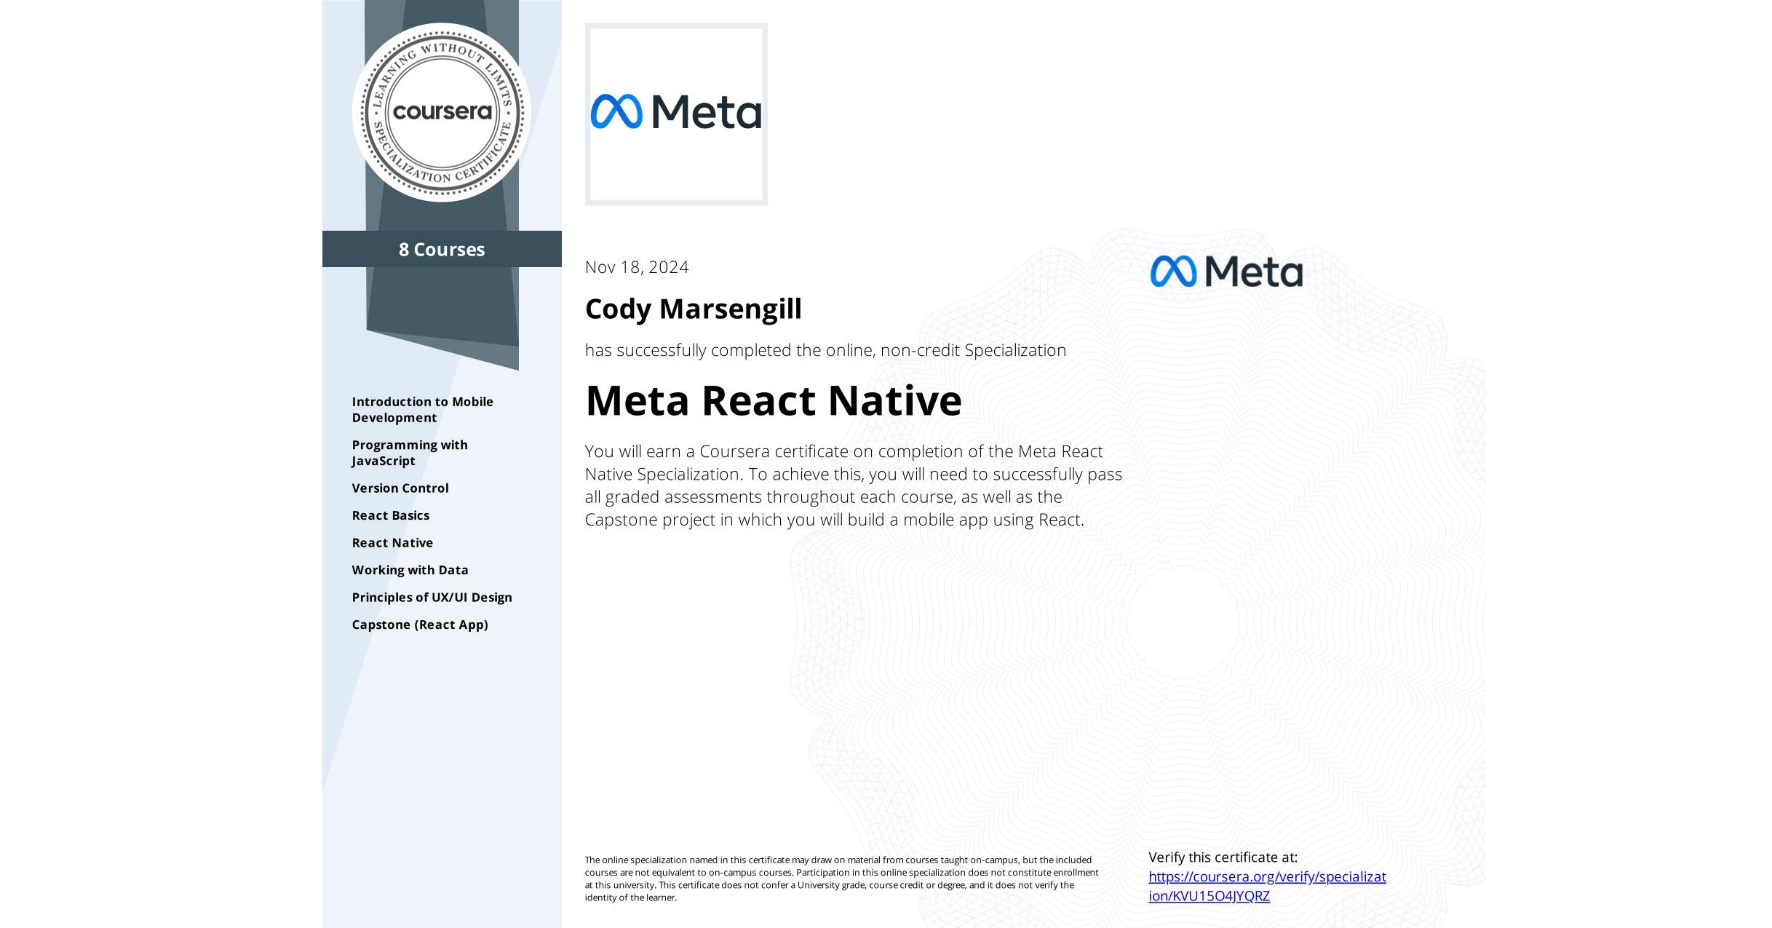 LEARNING WITHOUT LIMITS
coursera
SPECIALIZATION CERTIFICATE
8 Courses
Introduction to Mobile
Development
Programming with
JavaScript
Version Control
React Basics
React Native
Working with Data
Principles of UX/UI Design
Capstone (React App)
Meta
Nov 18, 2024
Cody Marsengill
has successfully completed the online, non-credit Specialization
Meta React Native
You will earn a Coursera certificate on completion of the Meta React
Native Specialization. To achieve this, you will need to successfully pass
all graded assessments throughout each course, as well as the
Capstone project in which you will build a mobile app using React.
Meta
The online specialization named in this certificate may draw on material from courses taught on-campus, but the included
courses are not equivalent to on-campus courses. Participation in this online specialization does not constitute enrollment
at this university. This certificate does not confer a University grade, course credit or degree, and it does not verify the
identity of the learner.
Verify this certificate at:
https://coursera.org/verify/specializat
ion/KVU15O4JYQRZ